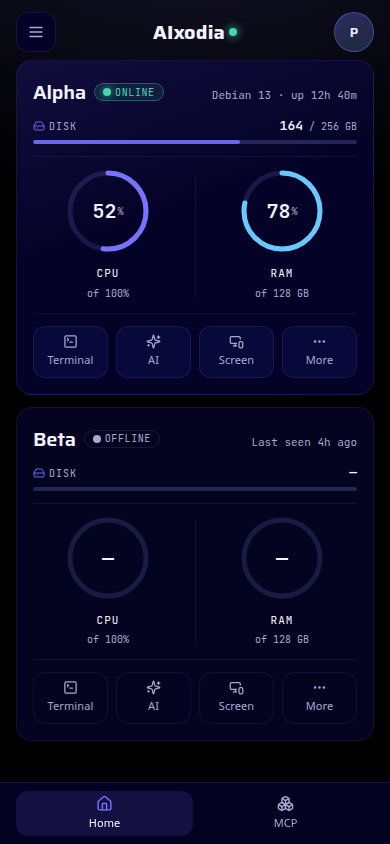 AIxodia
P
Alpha ONLINE Debian 13 · up 12h 40m
DISK 164 / 256 GB
52% 78%
CPU RAM
of 100% of 128 GB
Terminal AI Screen More
Beta OFFLINE Last seen 4h ago
DISK —
— —
CPU RAM
of 100% of 128 GB
Terminal AI Screen More
Home MCP